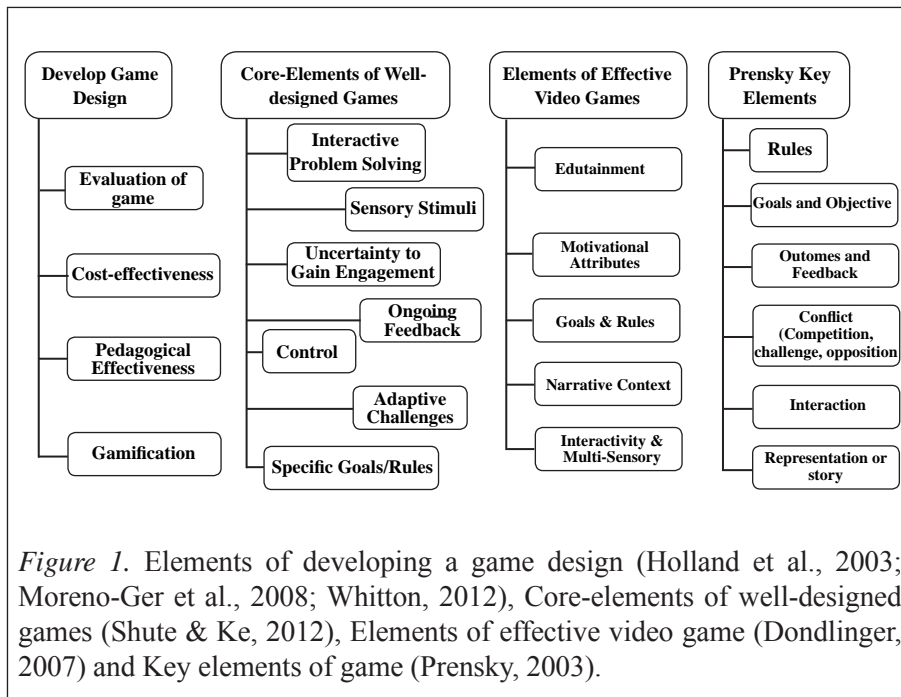 Develop Game
Design
Evaluation of
game
Cost-effectiveness
Pedagogical
Effectiveness
Gamification
Core-Elements of Well-
designed Games
Interactive
Problem Solving
Sensory Stimuli
Uncertainty to
Gain Engagement
Ongoing
Feedback
Control
Adaptive
Challenges
Specific Goals/Rules
Elements of Effective
Video Games
Edutainment
Motivational
Attributes
Goals & Rules
Narrative Context
Interactivity &
Multi-Sensory
Prensky Key
Elements
Rules
Goals and Objective
Outomes and
Feedback
Conflict
(Competition,
challenge, opposition
Interaction
Representation or
story
Figure 1. Elements of developing a game design (Holland et al., 2003;
Moreno-Ger et al., 2008; Whitton, 2012), Core-elements of well-designed
games (Shute & Ke, 2012), Elements of effective video game (Dondlinger,
2007) and Key elements of game (Prensky, 2003).